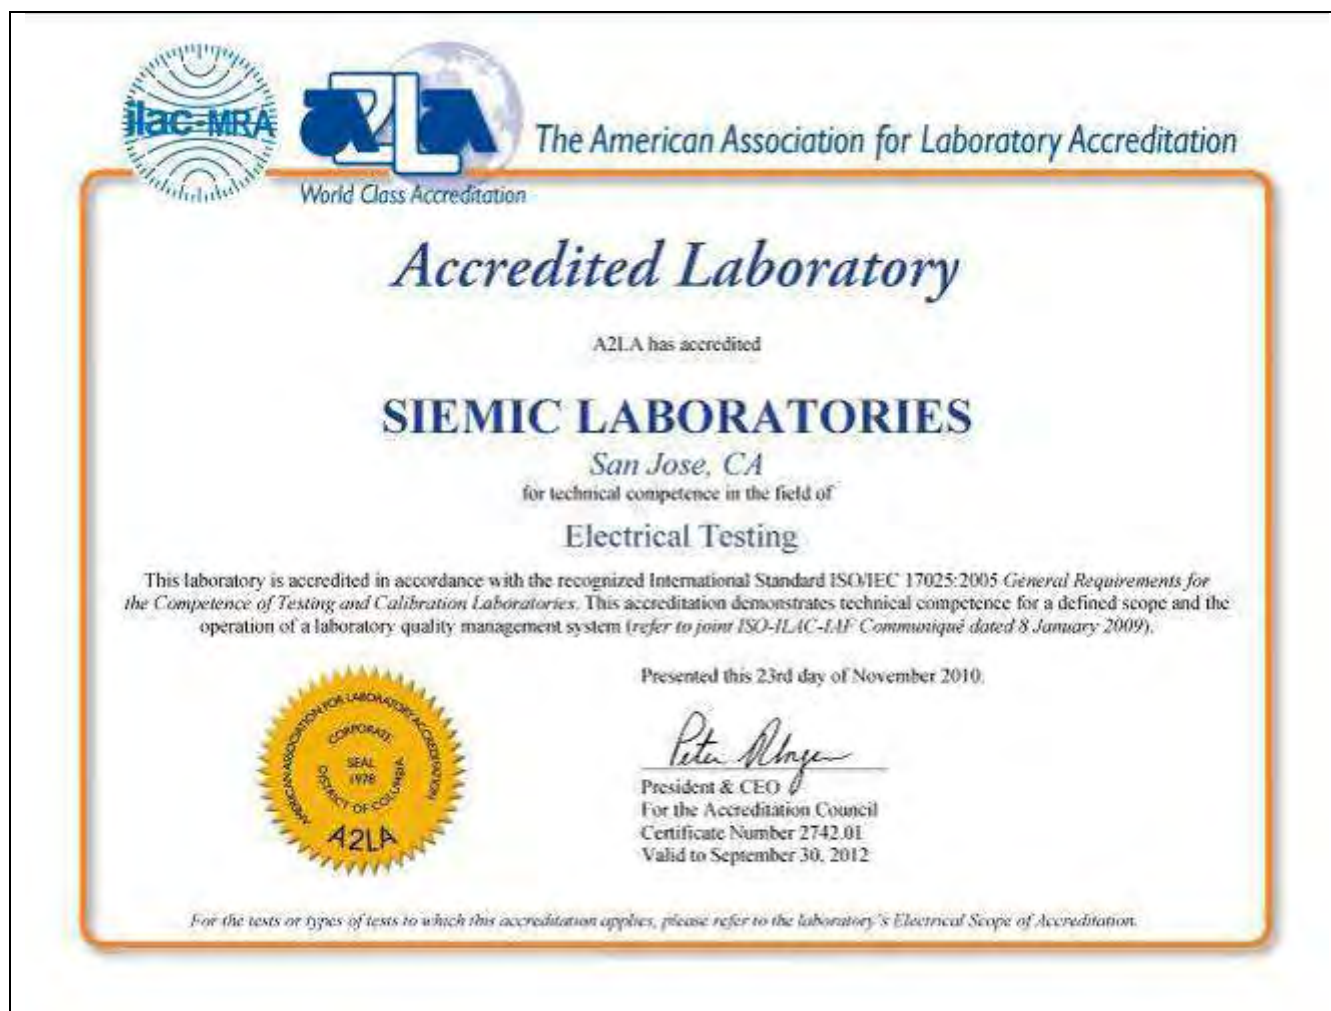 ilac-MRA
a2la
The American Association for Laboratory Accreditation
World Class Accreditation
Accredited Laboratory
A2LA has accredited
SIEMIC LABORATORIES
San Jose, CA
for technical competence in the field of
Electrical Testing
This laboratory is accredited in accordance with the recognized International Standard ISO/IEC 17025:2005 General Requirements for
the Competence of Testing and Calibration Laboratories. This accreditation demonstrates technical competence for a defined scope and the
operation of a laboratory quality management system (refer to joint ISO-ILAC-IAF Communiqué dated 8 January 2009).
Presented this 23rd day of November 2010.
AMERICAN ASSOCIATION FOR LABORATORY ACCREDITATION
CORPORATE
SEAL
1978
DISTRICT OF COLUMBIA
A2LA
Peter
President & CEO
For the Accreditation Council
Certificate Number 2742.01
Valid to September 30, 2012
For the tests or types of tests to which this accreditation applies, please refer to the laboratory's Electrical Scope of Accreditation.